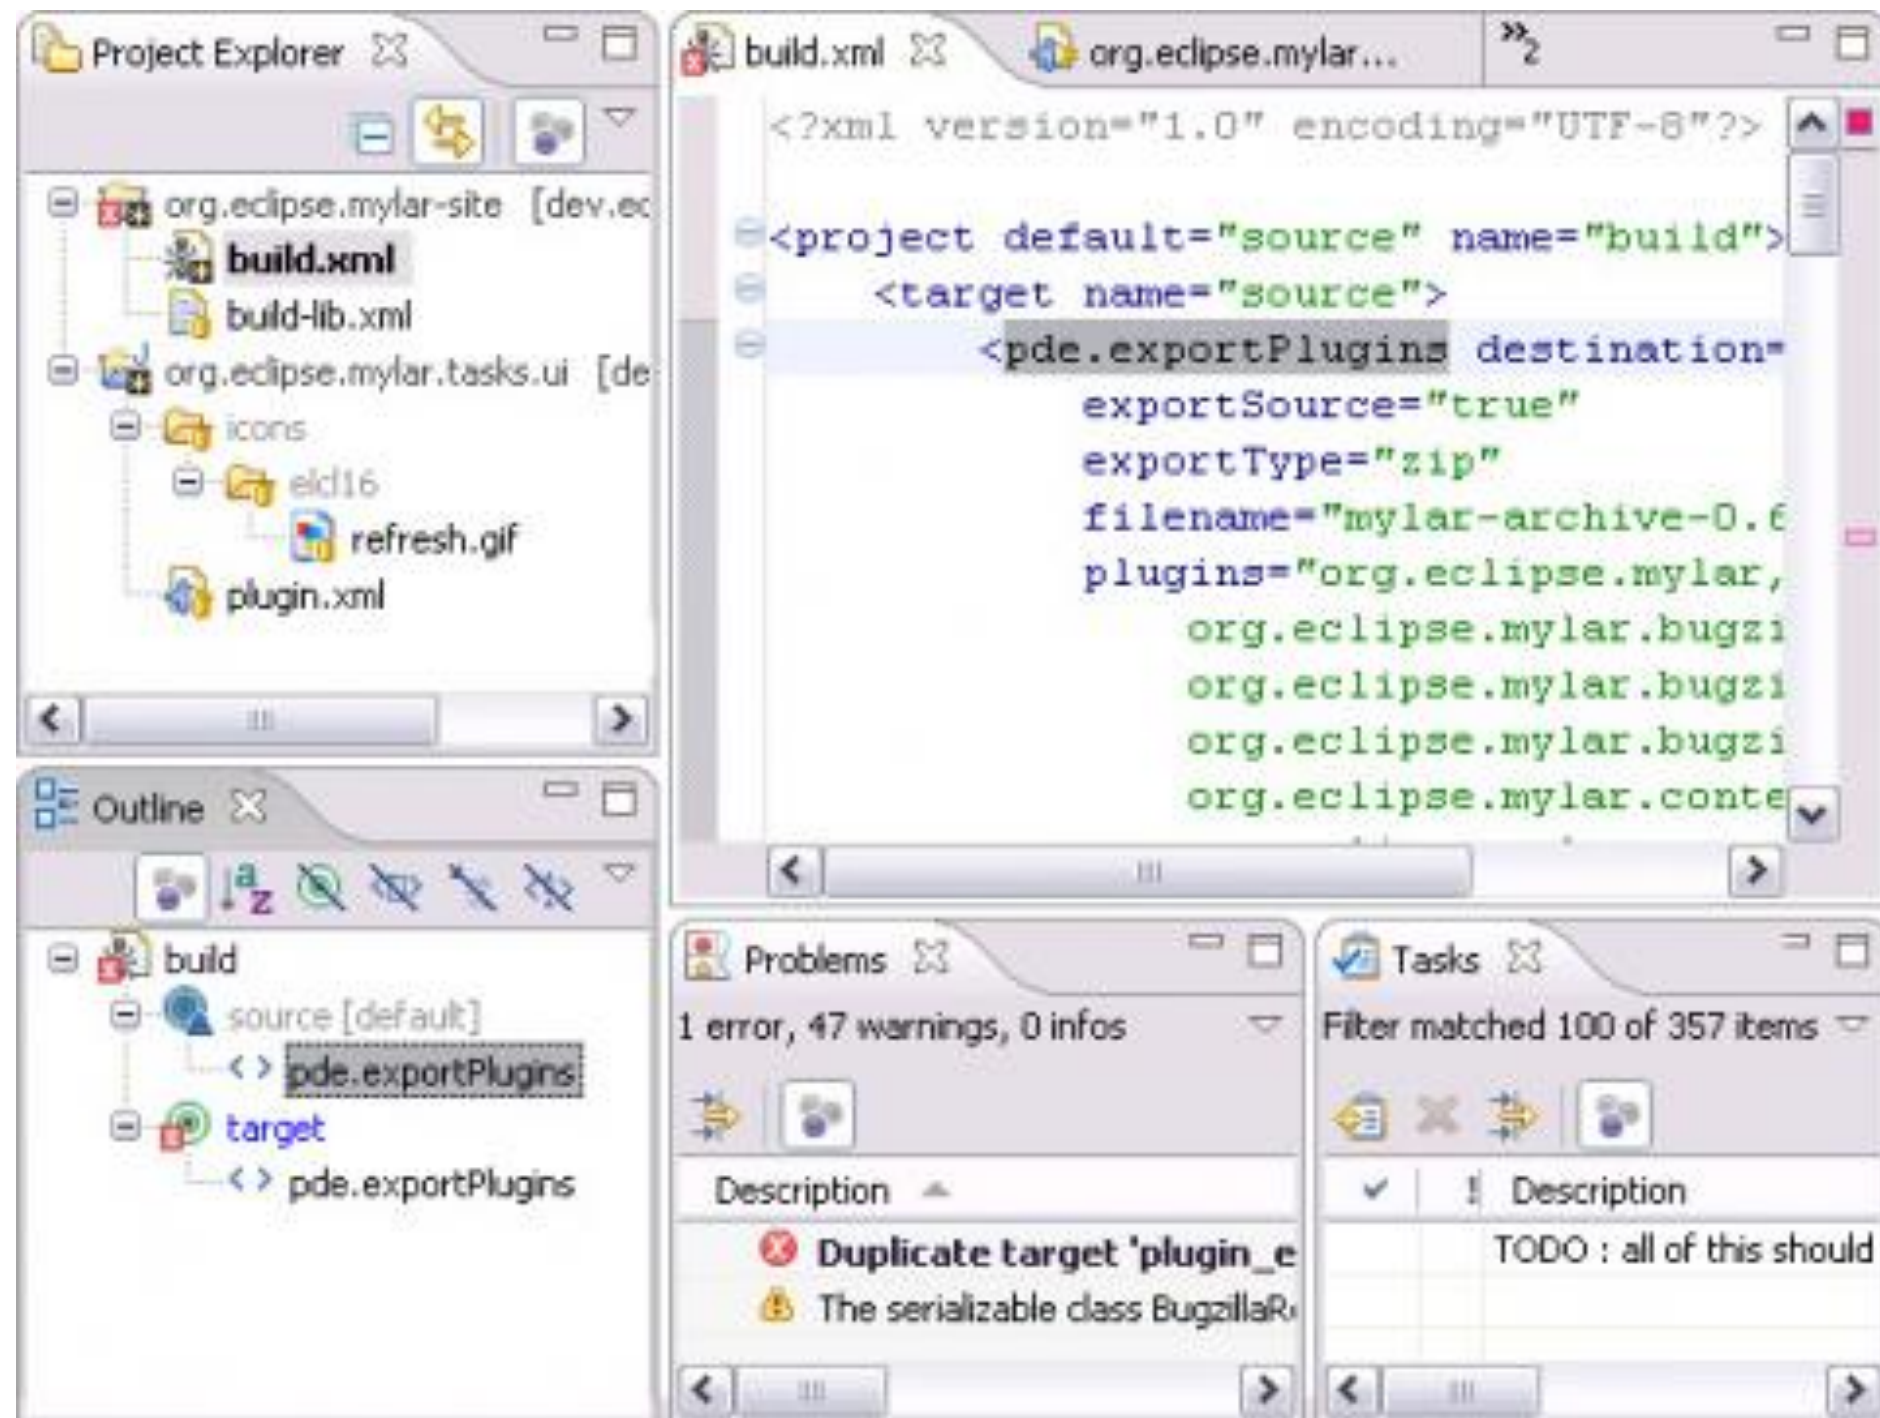 Project Explorer
org.eclipse.mylar-site [dev.ec
build.xml
build-lib.xml
org.eclipse.mylar.tasks.ui [de
icons
elcl16
refresh.gif
plugin.xml
Outline
build
source [default]
pde.exportPlugins
target
pde.exportPlugins
build.xml org.eclipse.mylar... »2
<?xml version="1.0" encoding="UTF-8"?>
<project default="source" name="build">
<target name="source">
<pde.exportPlugins destination=
exportSource="true"
exportType="zip"
filename="mylar-archive-0.6
plugins="org.eclipse.mylar,
org.eclipse.mylar.bugzi
org.eclipse.mylar.bugzi
org.eclipse.mylar.bugzi
org.eclipse.mylar.conte
Problems
1 error, 47 warnings, 0 infos
Description
Duplicate target 'plugin_e
The serializable class BugzillaR
Tasks
Filter matched 100 of 357 items
! Description
TODO : all of this should